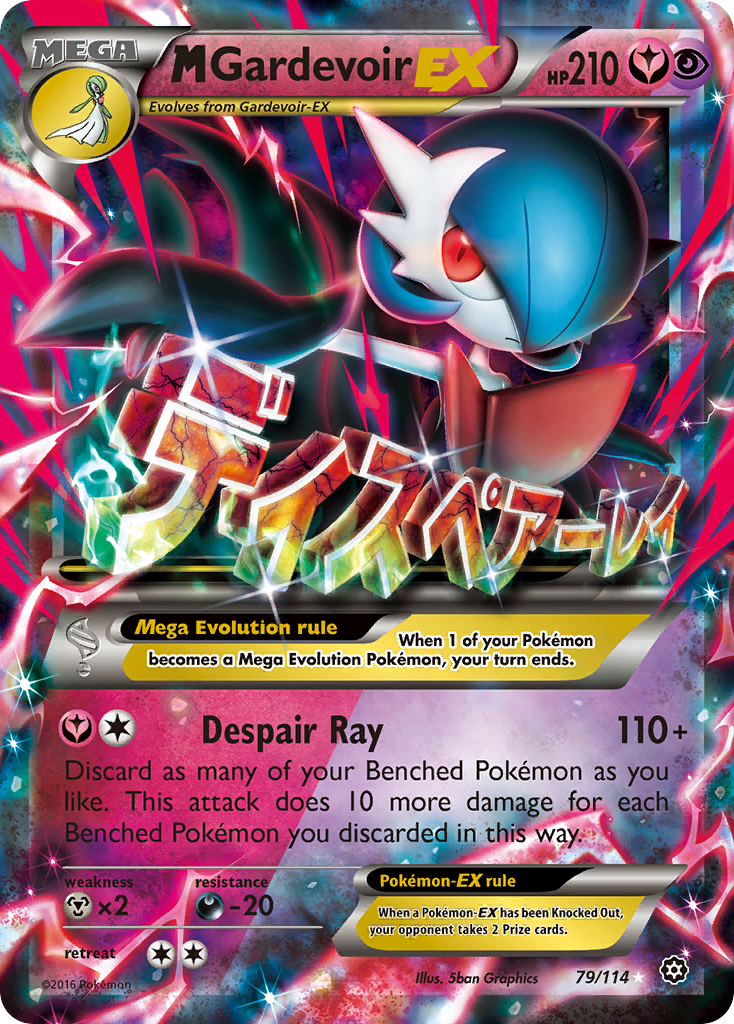 MEGA
MGardevoirEX
HP210
Evolves from Gardevoir-EX
ディスペアーレイ
Mega Evolution rule
When 1 of your Pokémon
becomes a Mega Evolution Pokémon, your turn ends.
Despair Ray 110+
Discard as many of your Benched Pokémon as you
like. This attack does 10 more damage for each
Benched Pokémon you discarded in this way.
weakness resistance
×2 -20
retreat
Pokémon-EX rule
When a Pokémon-EX has been Knocked Out,
your opponent takes 2 Prize cards.
©2016 Pokémon
Illus. 5ban Graphics
79/114